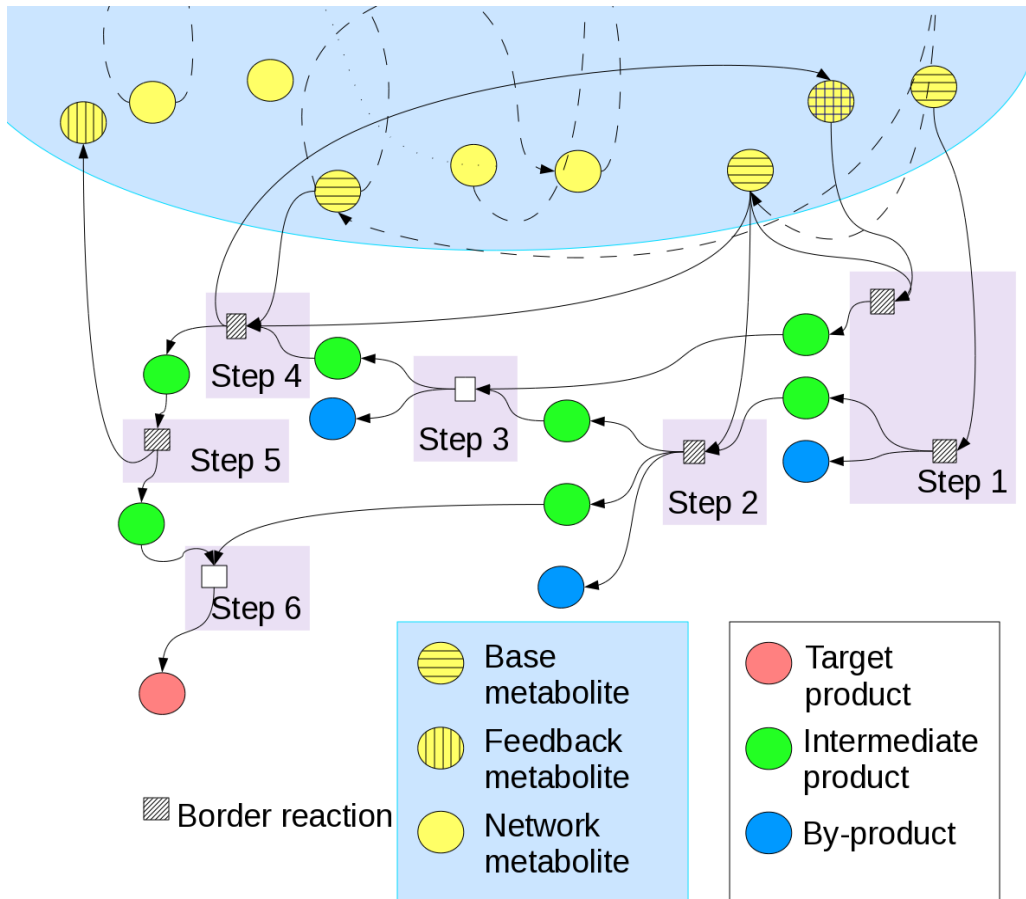 Step 4
Step 3
Step 5
Step 2
Step 1
Step 6
Base
metabolite
Feedback
metabolite
Network
metabolite
Target
product
Intermediate
product
By-product
Border reaction